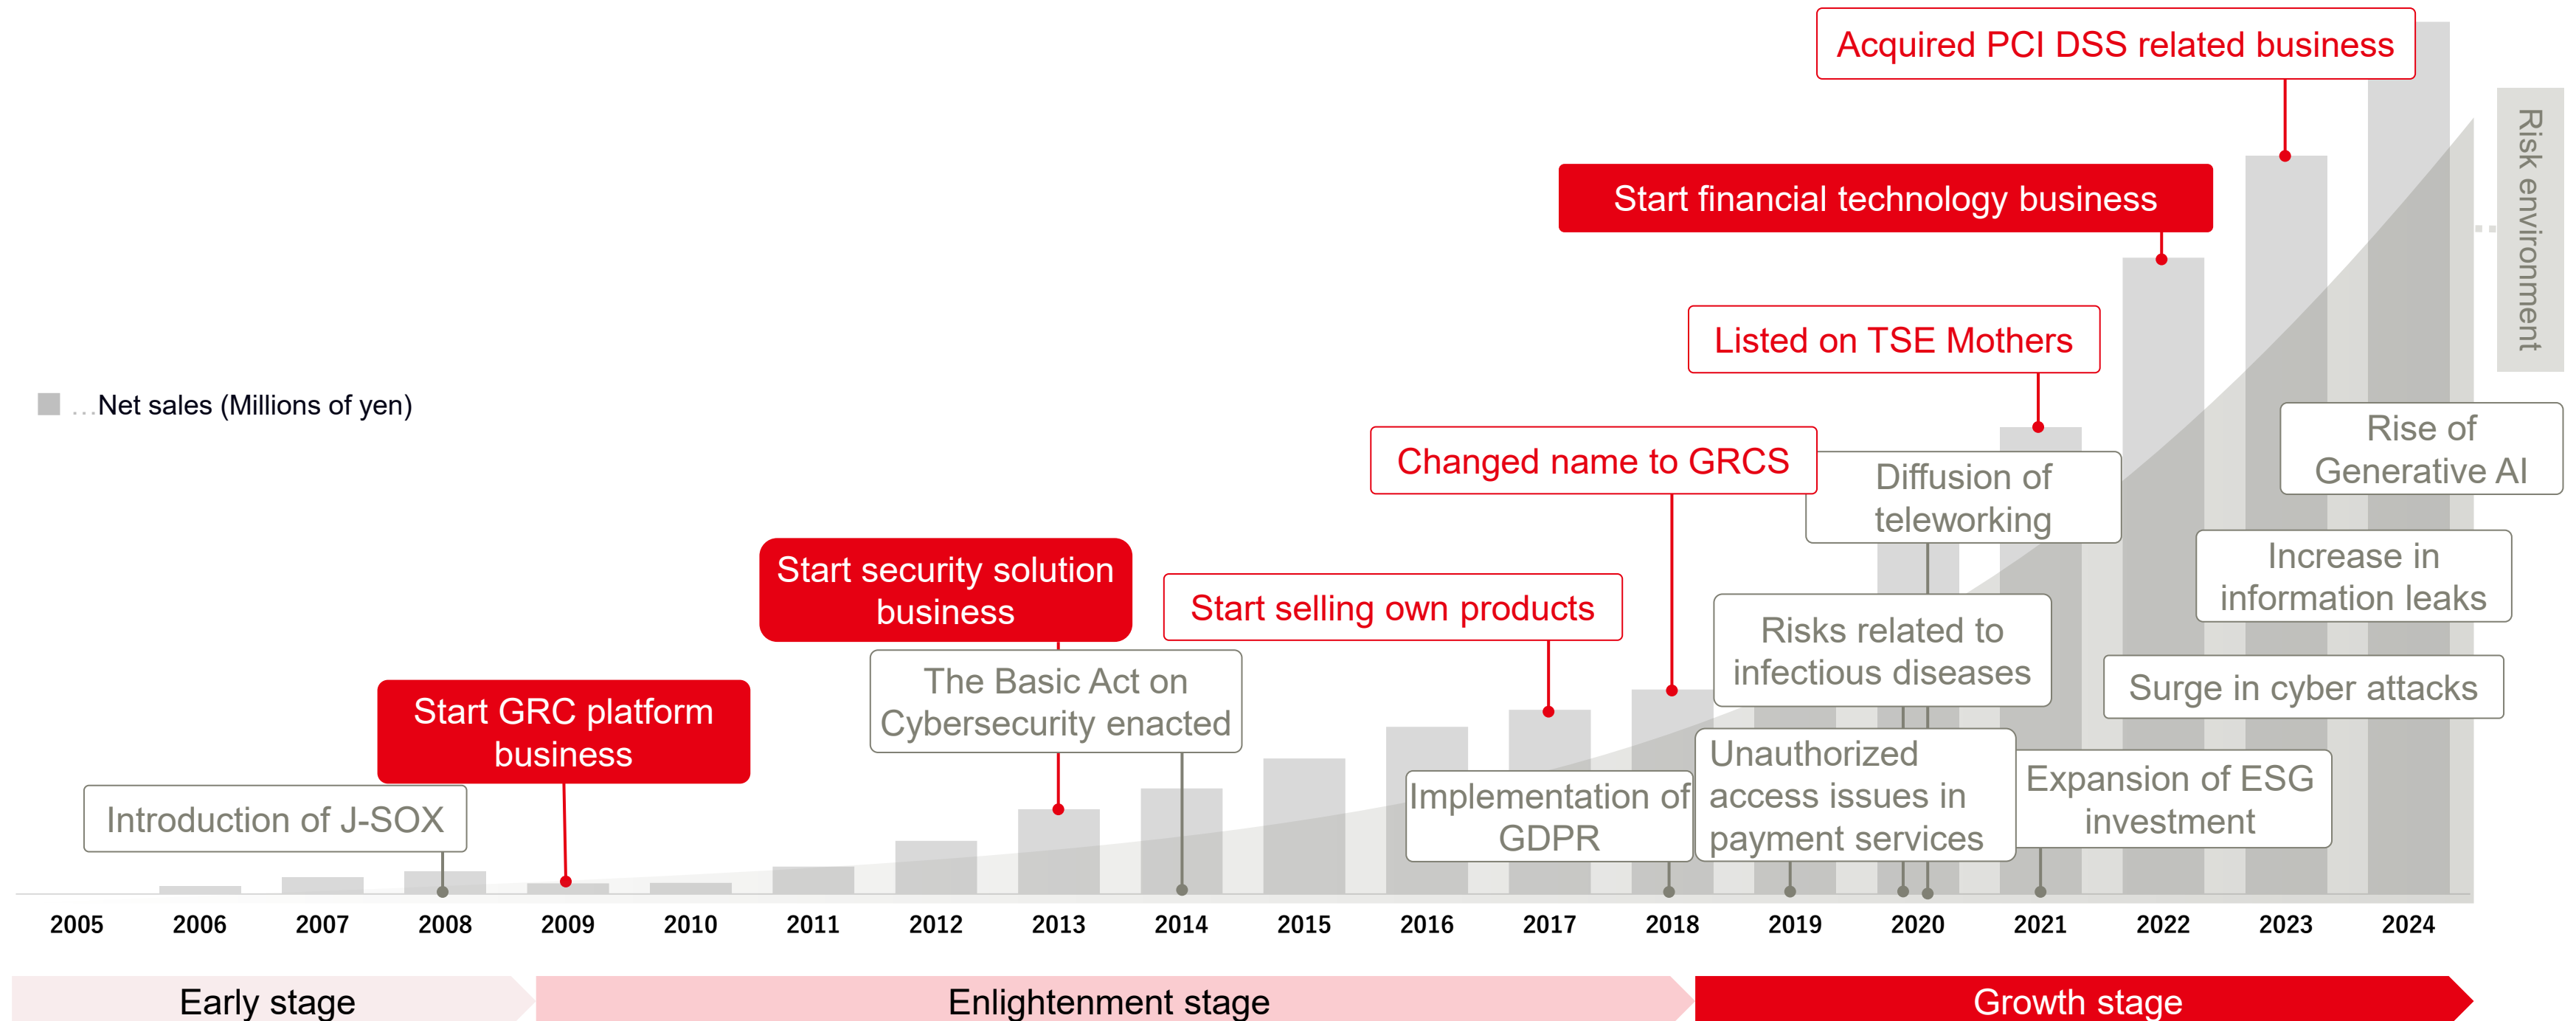 Acquired PCI DSS related business
Risk environment
Start financial technology business
Listed on TSE Mothers
…Net sales (Millions of yen)
Changed name to GRCS
Rise of
Generative AI
Diffusion of
teleworking
Start security solution
business
Start selling own products
Increase in
information leaks
Risks related to
infectious diseases
The Basic Act on
Cybersecurity enacted
Surge in cyber attacks
Start GRC platform
business
Introduction of J-SOX
Implementation of
GDPR
Unauthorized
access issues in
payment services
Expansion of ESG
investment
2005 2006 2007 2008 2009 2010 2011 2012 2013 2014 2015 2016 2017 2018 2019 2020 2021 2022 2023 2024
Early stage
Enlightenment stage
Growth stage